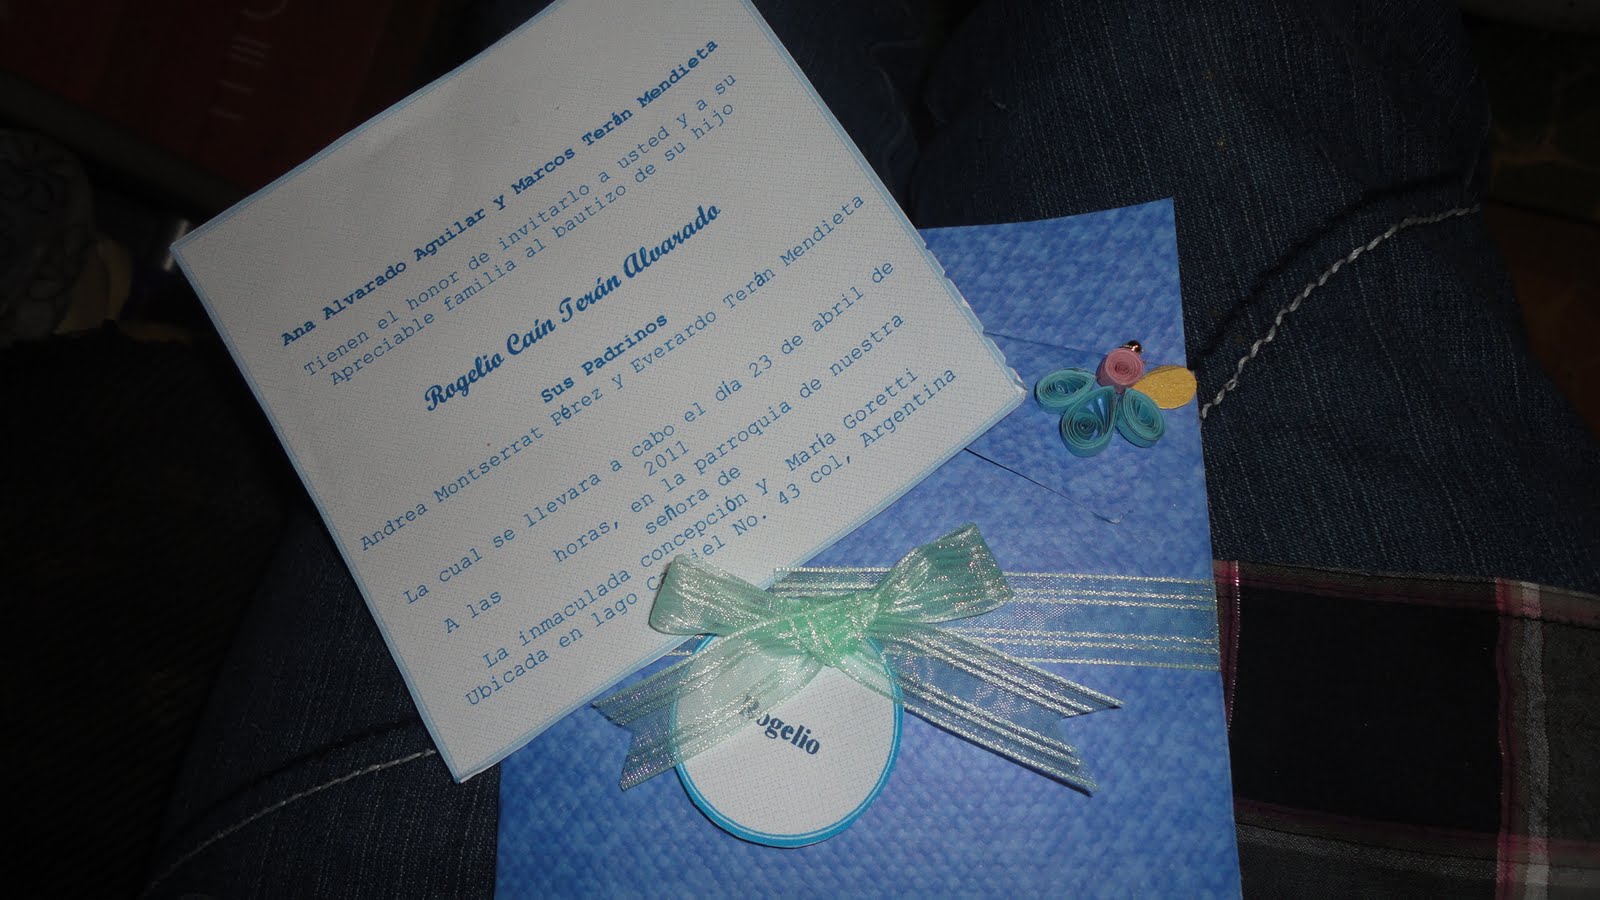 Ana Alvarado Aguilar y Marcos Terán Mendieta
Tienen el honor de invitarlo a usted y a su
Apreciable familia al bautizo de su hijo
Rogelio Caín Terán Alvarado
Sus Padrinos
Andrea Montserrat Pérez y Everardo Terán Mendieta
La cual se llevara a cabo el día 23 de abril de
2011
A las horas, en la parroquia de nuestra
señora de
La inmaculada concepción y María Goretti
Ubicada en lago No. 43 col, Argentina
Rogelio